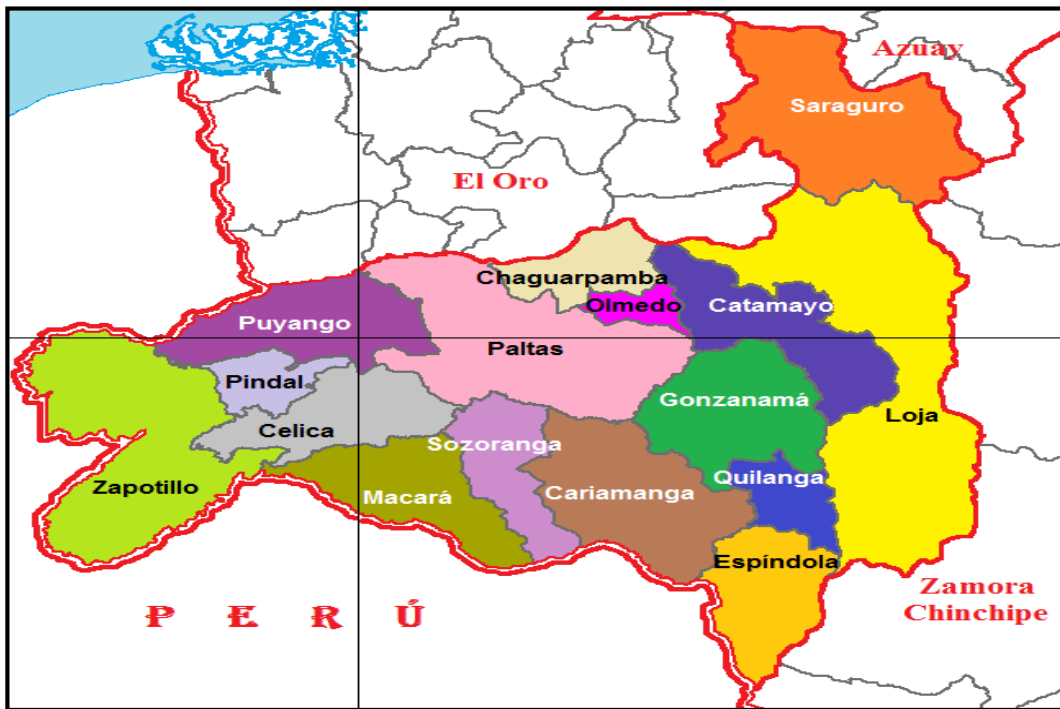 Azuay
Saraguro
El Oro
Chaguarpamba
Olmedo
Catamayo
Puyango
Paltas
Pindal
Gonzanamá
Loja
Celica
Sozoranga
Zapotillo
Macará
Cariamanga
Quilanga
Espíndola
Zamora
Chinchipe
PERÚ